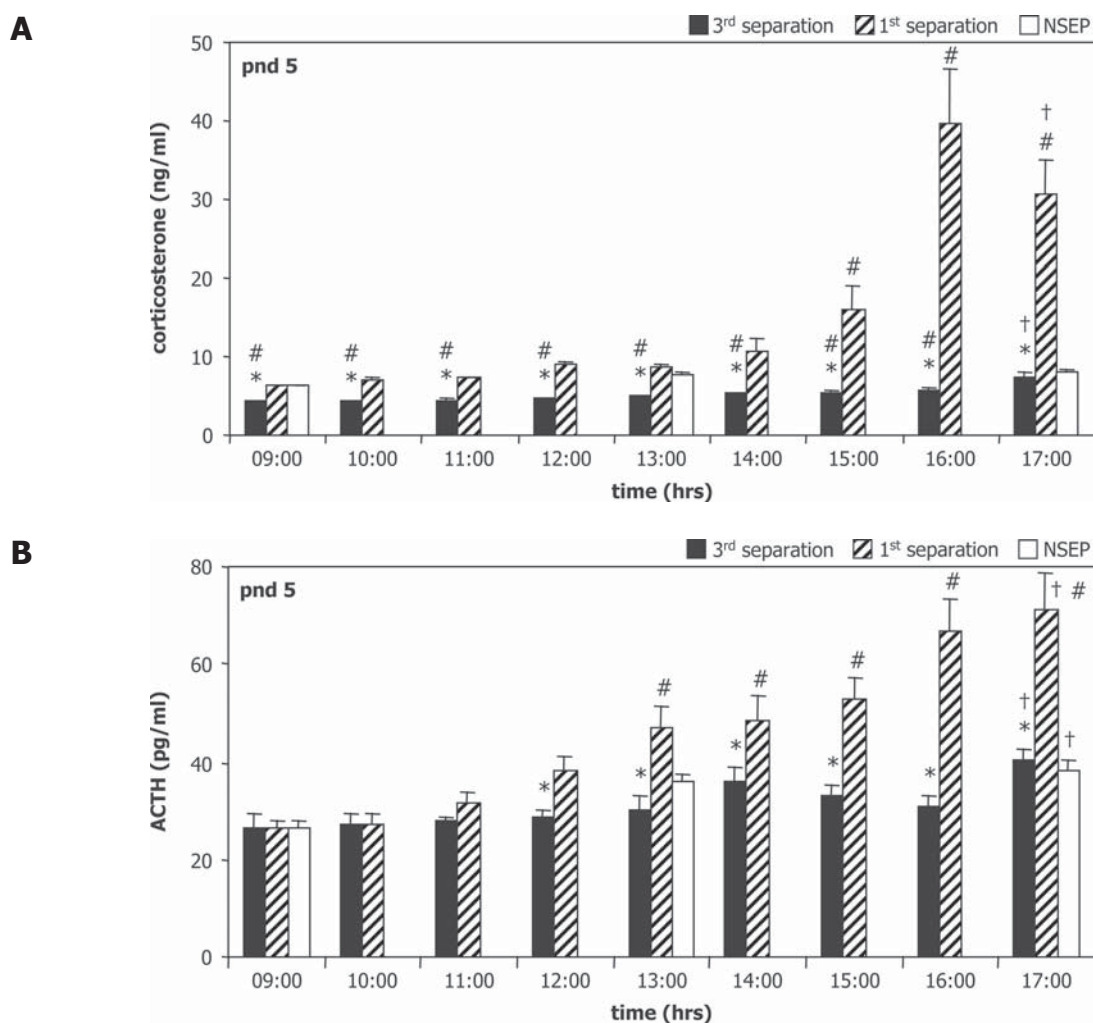 A
3rd separation 1st separation NSEP
pnd 5
50
40
30
20
10
0
corticosterone (ng/ml)
# # # # # # # # # † # † #
* * * * * * * * *
09:00 10:00 11:00 12:00 13:00 14:00 15:00 16:00 17:00
time (hrs)
B
3rd separation 1st separation NSEP
pnd 5
80
60
40
20
0
ACTH (pg/ml)
* # * # * # * # * † * † # †
09:00 10:00 11:00 12:00 13:00 14:00 15:00 16:00 17:00
time (hrs)